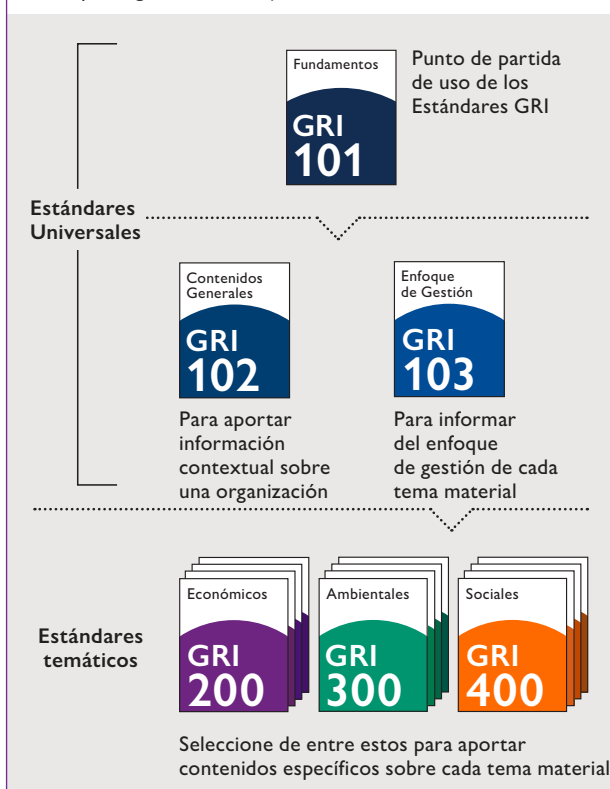 Fundamentos
GRI
101
Punto de partida
de uso de los
Estándares GRI
Estándares
Universales
Contenidos
Generales
GRI
102
Para aportar
información
contextual sobre
una organización
Enfoque
de Gestión
GRI
103
Para informar
del enfoque
de gestión de cada
tema material
Estándares
temáticos
Económicos
GRI
200
Ambientales
GRI
300
Sociales
GRI
400
Seleccione de entre estos para aportar
contenidos específicos sobre cada tema material